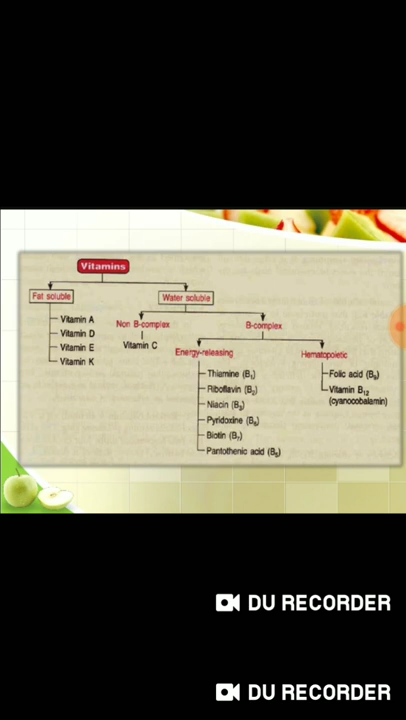 Vitamins
Fat soluble
Water soluble
Vitamin A
Vitamin D
Vitamin E
Vitamin K
Non B-complex
B-complex
Vitamin C
Energy-releasing
Hematopoietic
Thiamine (B₁)
Riboflavin (B₂)
Niacin (B₃)
Pyridoxine (B₆)
Biotin (B₇)
Pantothenic acid (B₅)
Folic acid (B₉)
Vitamin B₁₂
(cyanocobalamin)
DU RECORDER
DU RECORDER